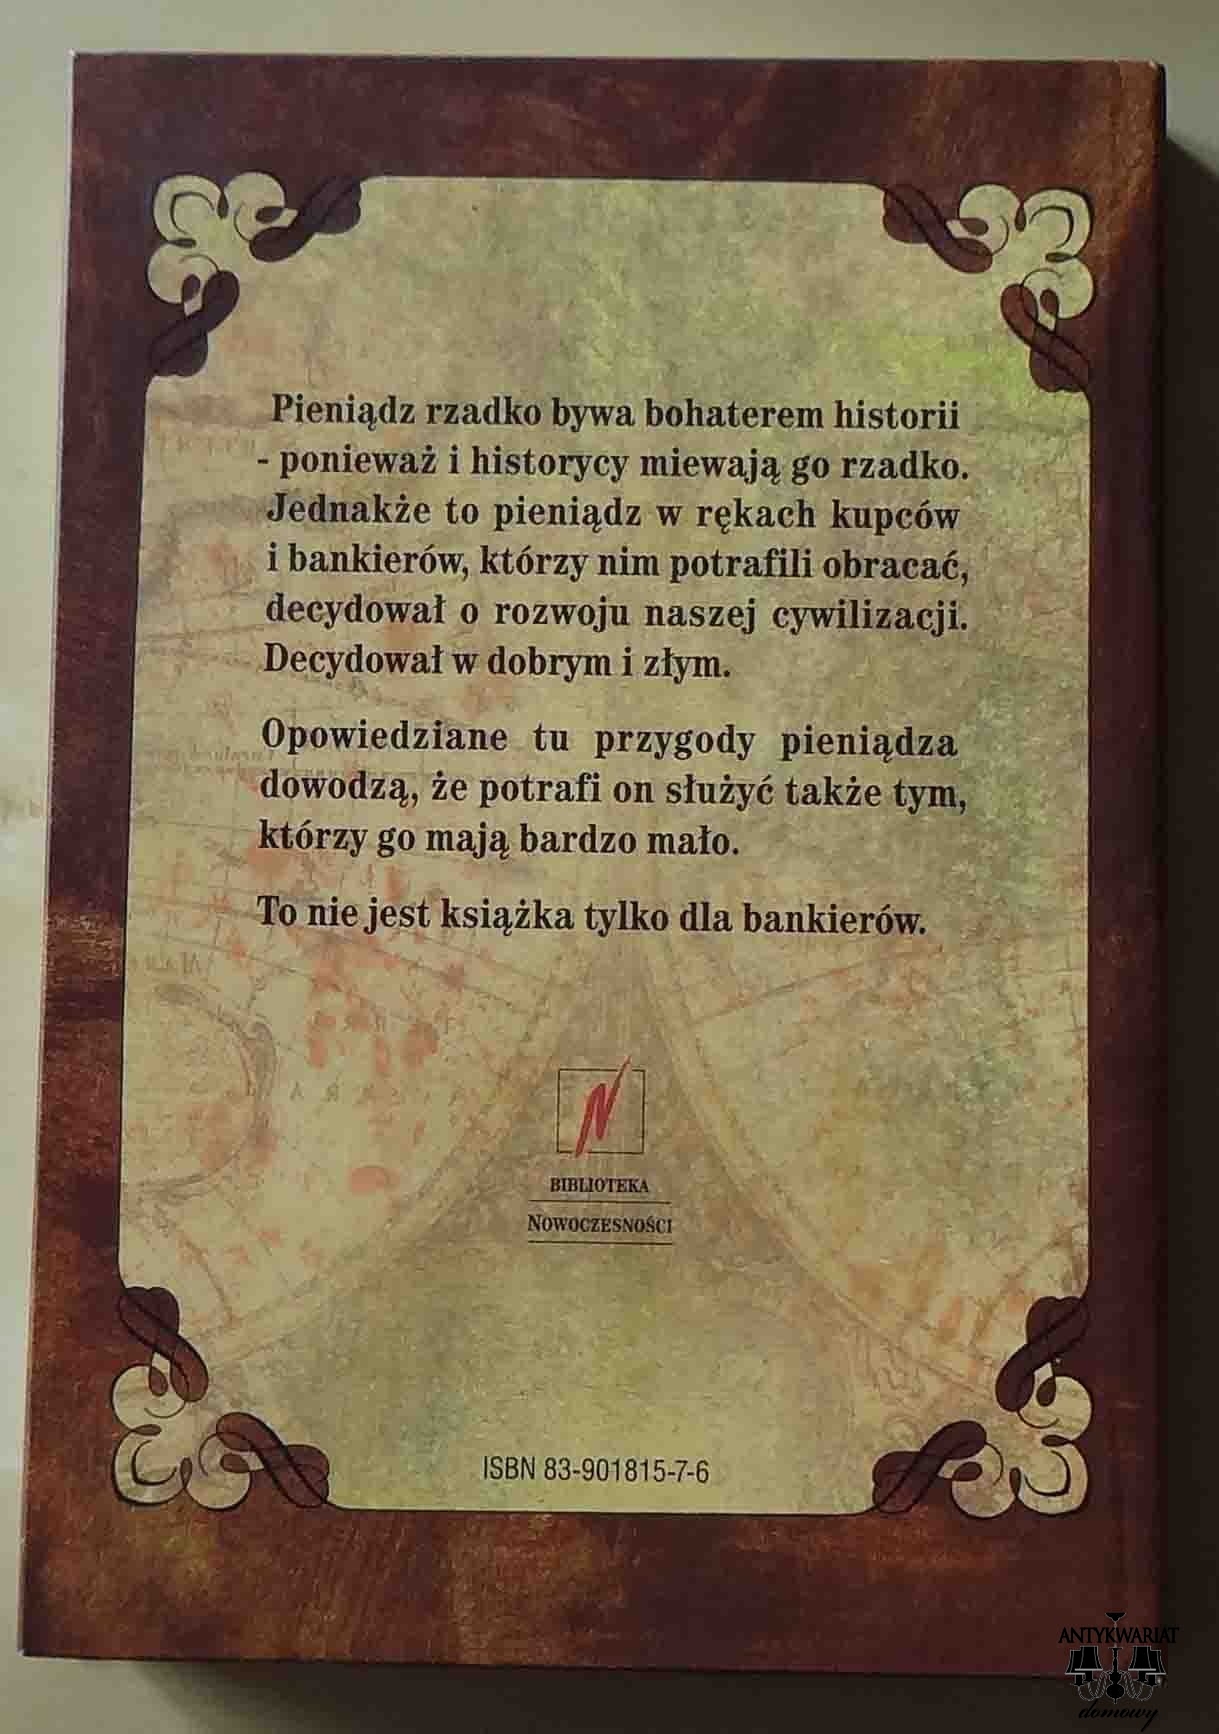 Pieniądz rzadko bywa bohaterem historii
- ponieważ i historycy miewają go rzadko.
Jednakże to pieniądz w rękach kupców
i bankierów, którzy nim potrafili obracać,
decydował o rozwoju naszej cywilizacji.
Decydował w dobrym i złym.
Opowiedziane tu przygody pieniądza
dowodzą, że potrafi on służyć także tym,
którzy go mają bardzo mało.
To nie jest książka tylko dla bankierów.
N
BIBLIOTEKA
NOWOCZESNOŚCI
ISBN 83-901815-7-6
ANTYKWARIAT
domowy